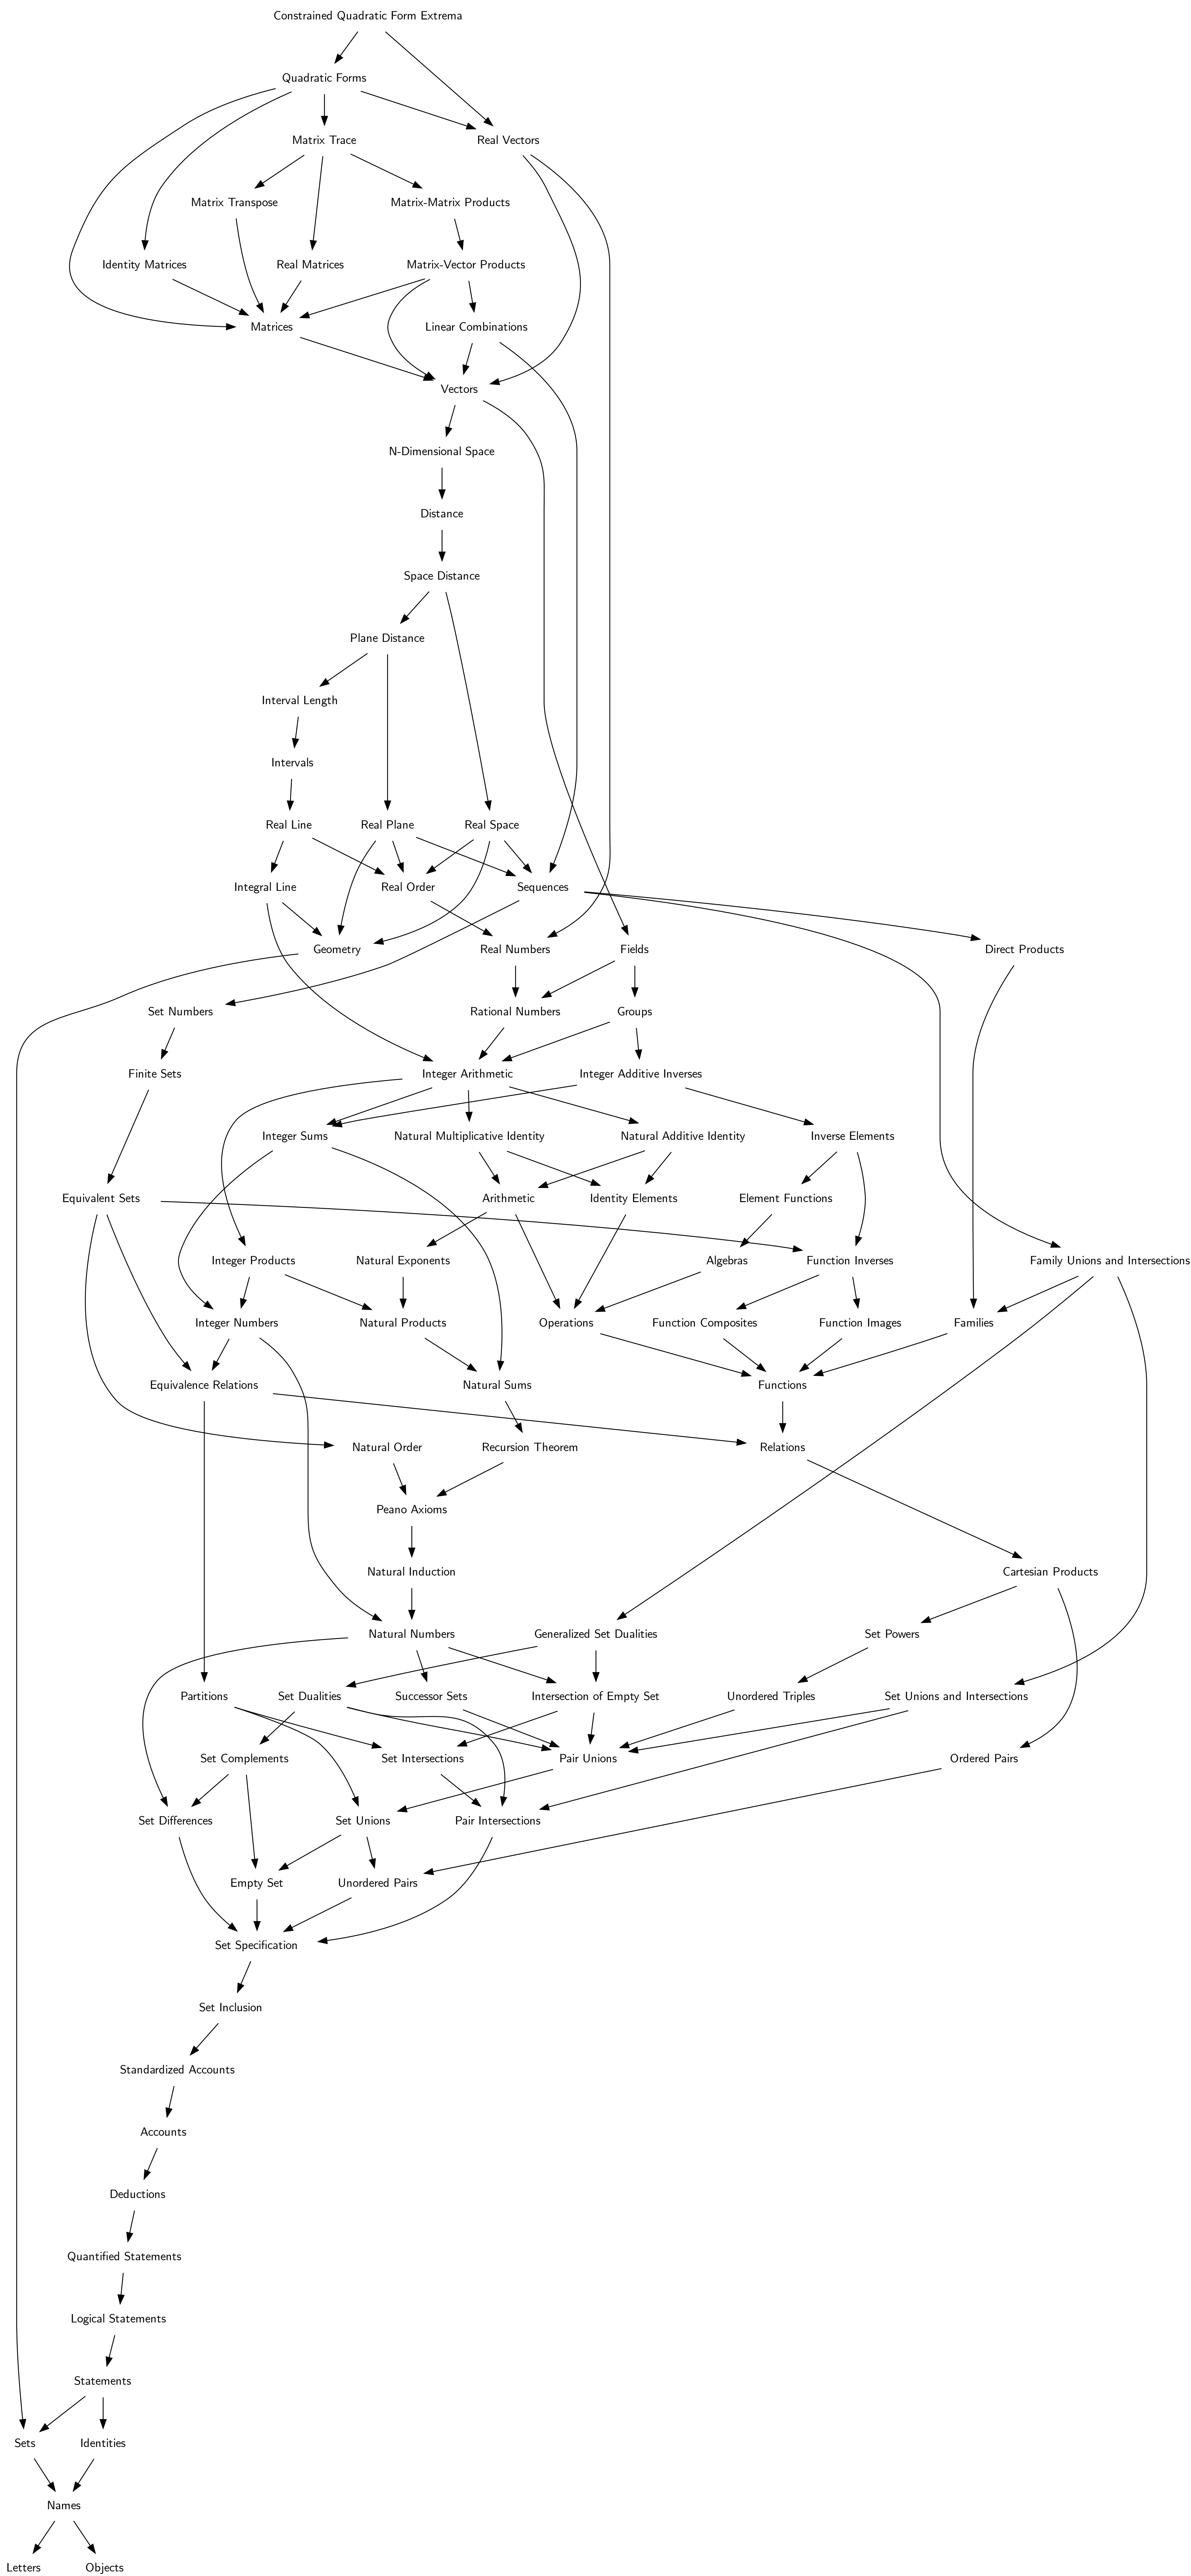 Constrained Quadratic Form Extrema
Quadratic Forms
Matrix Trace
Real Vectors
Matrix Transpose
Matrix-Matrix Products
Identity Matrices
Real Matrices
Matrix-Vector Products
Matrices
Linear Combinations
Vectors
N-Dimensional Space
Distance
Space Distance
Plane Distance
Interval Length
Intervals
Real Line
Real Plane
Real Space
Integral Line
Real Order
Sequences
Geometry
Real Numbers
Fields
Direct Products
Set Numbers
Rational Numbers
Groups
Finite Sets
Integer Arithmetic
Integer Additive Inverses
Integer Sums
Natural Multiplicative Identity
Natural Additive Identity
Inverse Elements
Equivalent Sets
Arithmetic
Identity Elements
Element Functions
Integer Products
Natural Exponents
Algebras
Function Inverses
Family Unions and Intersections
Integer Numbers
Natural Products
Operations
Function Composites
Function Images
Families
Equivalence Relations
Natural Sums
Functions
Natural Order
Recursion Theorem
Relations
Peano Axioms
Natural Induction
Cartesian Products
Natural Numbers
Generalized Set Dualities
Set Powers
Partitions
Set Dualities
Successor Sets
Intersection of Empty Set
Unordered Triples
Set Unions and Intersections
Set Complements
Set Intersections
Pair Unions
Ordered Pairs
Set Differences
Set Unions
Pair Intersections
Empty Set
Unordered Pairs
Set Specification
Set Inclusion
Standardized Accounts
Accounts
Deductions
Quantified Statements
Logical Statements
Statements
Sets
Identities
Names
Letters
Objects